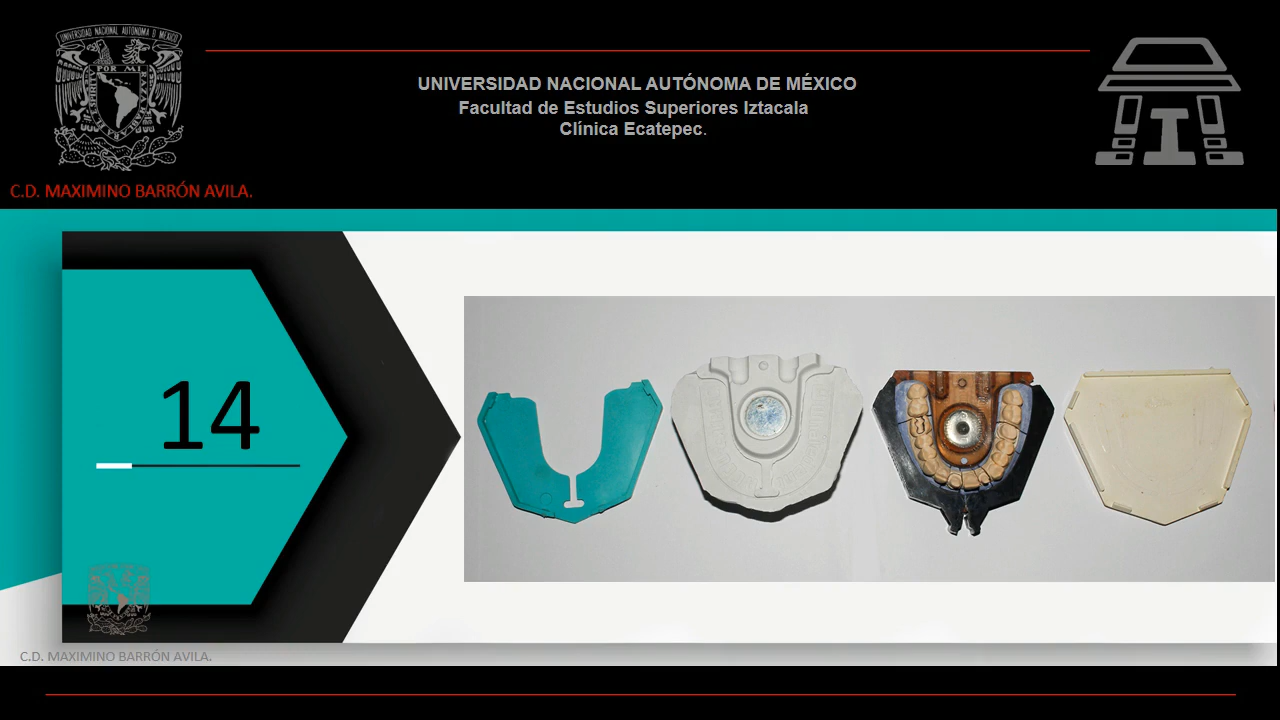 UNIVERSIDAD NACIONAL AUTÓNOMA DE MÉXICO
Facultad de Estudios Superiores Iztacala
Clínica Ecatepec.
C.D. MAXIMINO BARRÓN AVILA.
14
C.D. MAXIMINO BARRÓN AVILA.